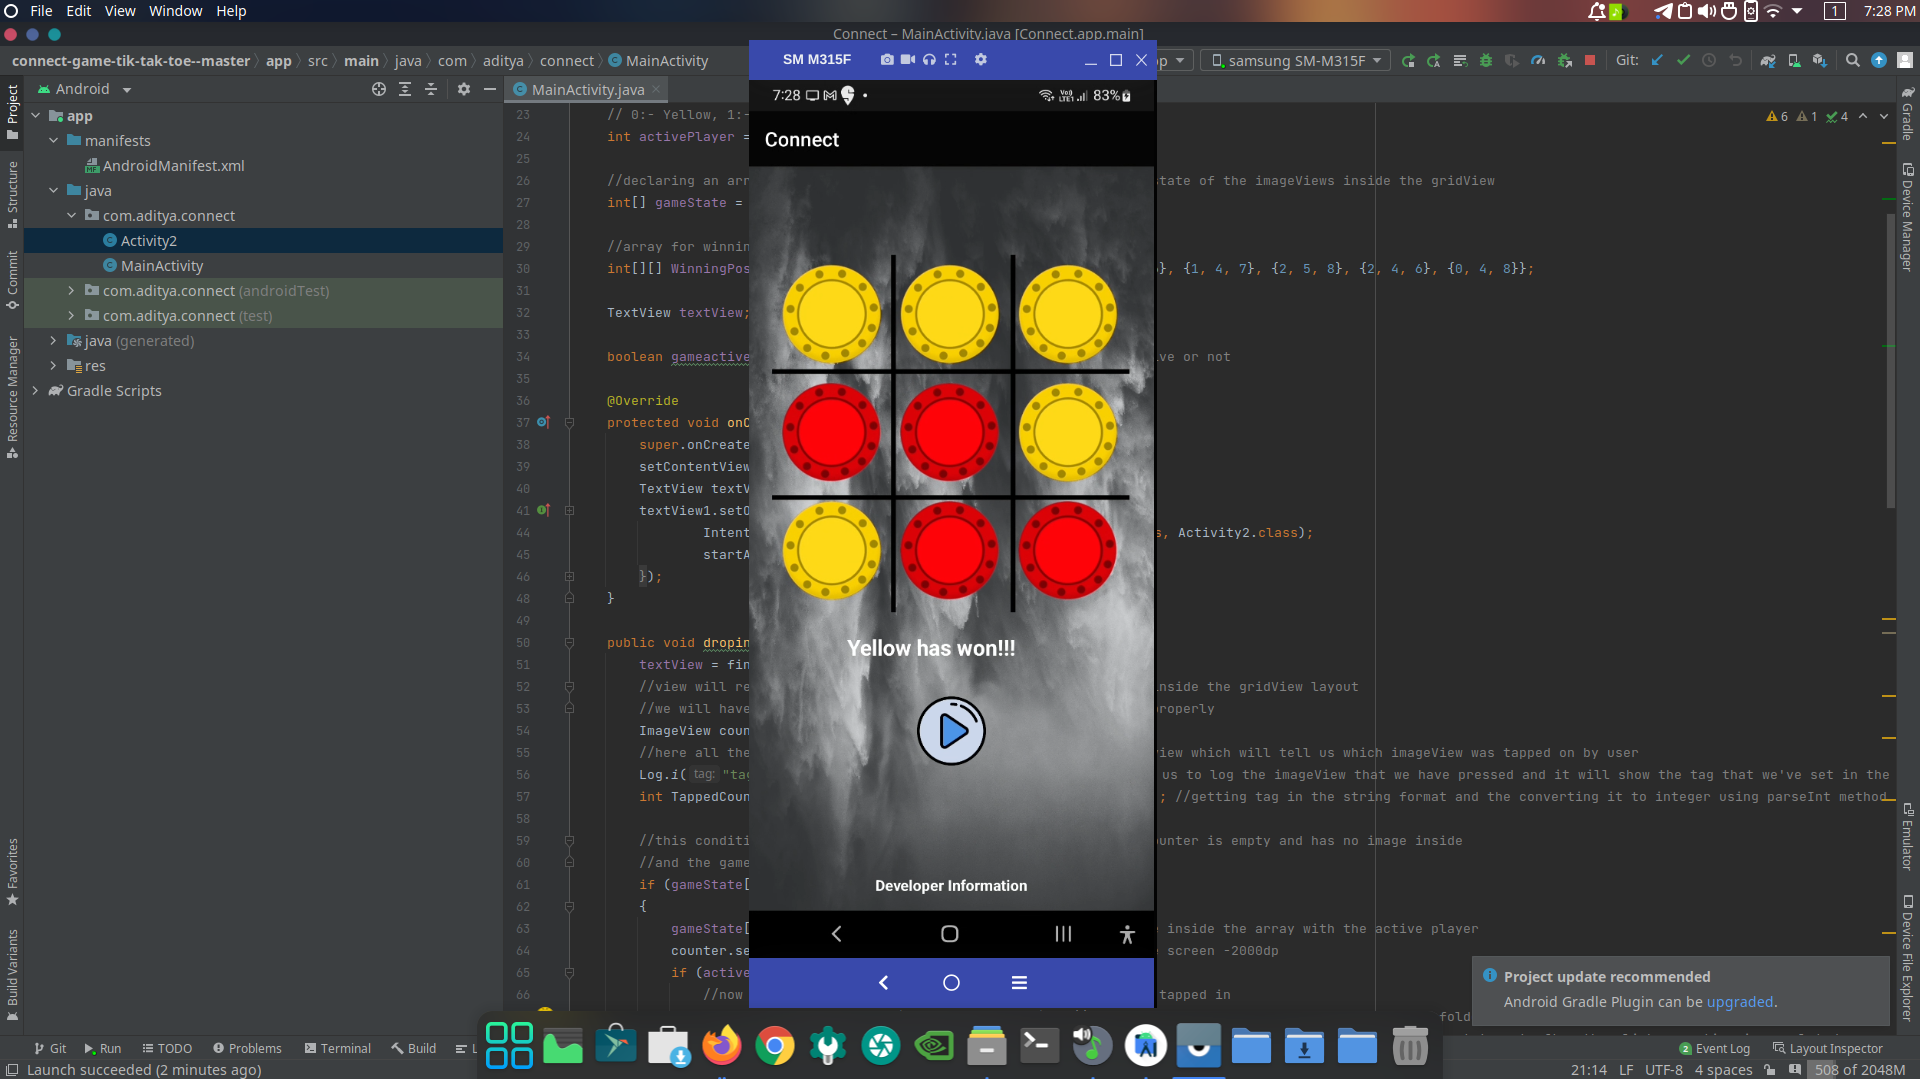 File Edit View Window Help
1 7:28 PM
Connect – MainActivity.java [Connect.app.main]
connect-game-tik-tak-toe--master app src main java com aditya connect MainActivity
samsung SM-M315F
Git:
SM M315F
Android
MainActivity.java
app
manifests
AndroidManifest.xml
java
com.aditya.connect
Activity2
MainActivity
com.aditya.connect (androidTest)
com.aditya.connect (test)
java (generated)
res
Gradle Scripts
Project
Structure
Commit
Resource Manager
Favorites
Build Variants
7:28 83%
Connect
Yellow has won!!!
Developer Information
6 1 4
23 // 0:- Yellow, 1:-
24 int activePlayer =
25
26 //declaring an arr tate of the imageViews inside the gridView
27 int[] gameState =
28
29 //array for winnin
30 int[][] WinningPos }, {1, 4, 7}, {2, 5, 8}, {2, 4, 6}, {0, 4, 8}};
31
32 TextView textView;
33
34 boolean gameactive ve or not
35
36 @Override
37 protected void onC
38 super.onCreate
39 setContentView
40 TextView textV
41 textView1.setO
44 Intent s, Activity2.class);
45 startA
46 });
48 }
49
50 public void dropin
51 textView = fin
52 //view will re inside the gridView layout
53 //we will have roperly
54 ImageView coun
55 //here all the iew which will tell us which imageView was tapped on by user
56 Log.i( tag: "tag us to log the imageView that we have pressed and it will show the tag that we've set in the
57 int TappedCoun ; //getting tag in the string format and the converting it to integer using parseInt method
58
59 //this conditi unter is empty and has no image inside
60 //and the game
61 if (gameState[
62 {
63 gameState[ inside the array with the active player
64 counter.se screen -2000dp
65 if (active
66 //now tapped in
fold
Gradle
Device Manager
Emulator
Device File Explorer
Project update recommended
Android Gradle Plugin can be upgraded.
Git Run TODO Problems Terminal Build L
2 Event Log Layout Inspector
Launch succeeded (2 minutes ago)
21:14 LF UTF-8 4 spaces 508 of 2048M